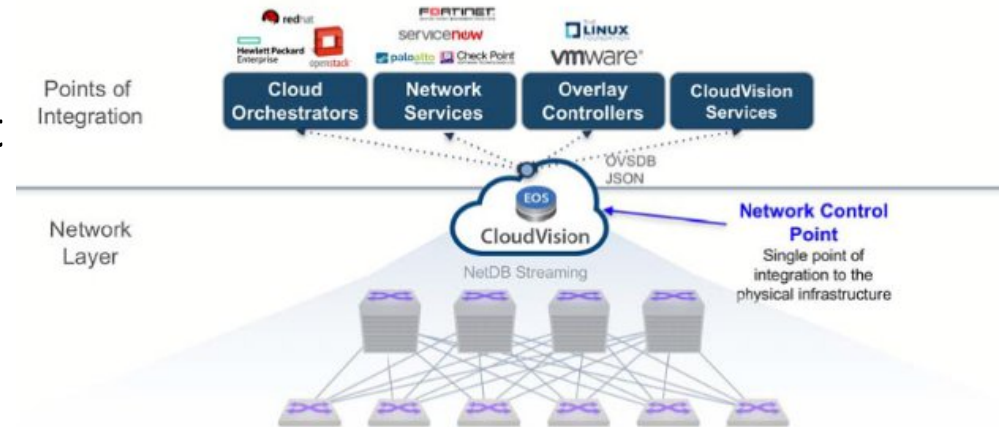 redhat
Hewlett Packard
Enterprise
openstack
FORTINET
servicenow
paloalto
Check Point
LINUX
vmware
Points of
Integration
Cloud
Orchestrators
Network
Services
Overlay
Controllers
CloudVision
Services
OVSDB
JSON
Network
Layer
EOS
CloudVision
NetDB Streaming
Network Control
Point
Single point of
integration to the
physical infrastructure